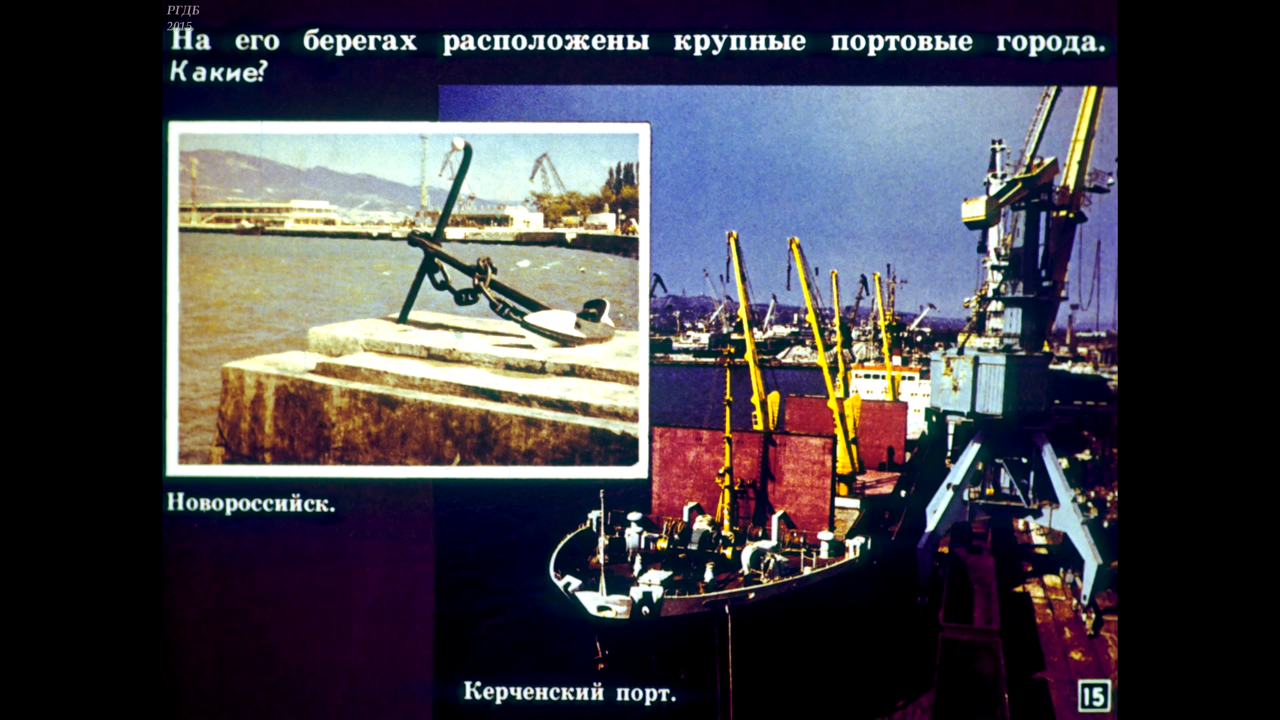 РГДБ
2015
На его берегах расположены крупные портовые города.
Какие?
Новороссийск.
Керченский порт.
15